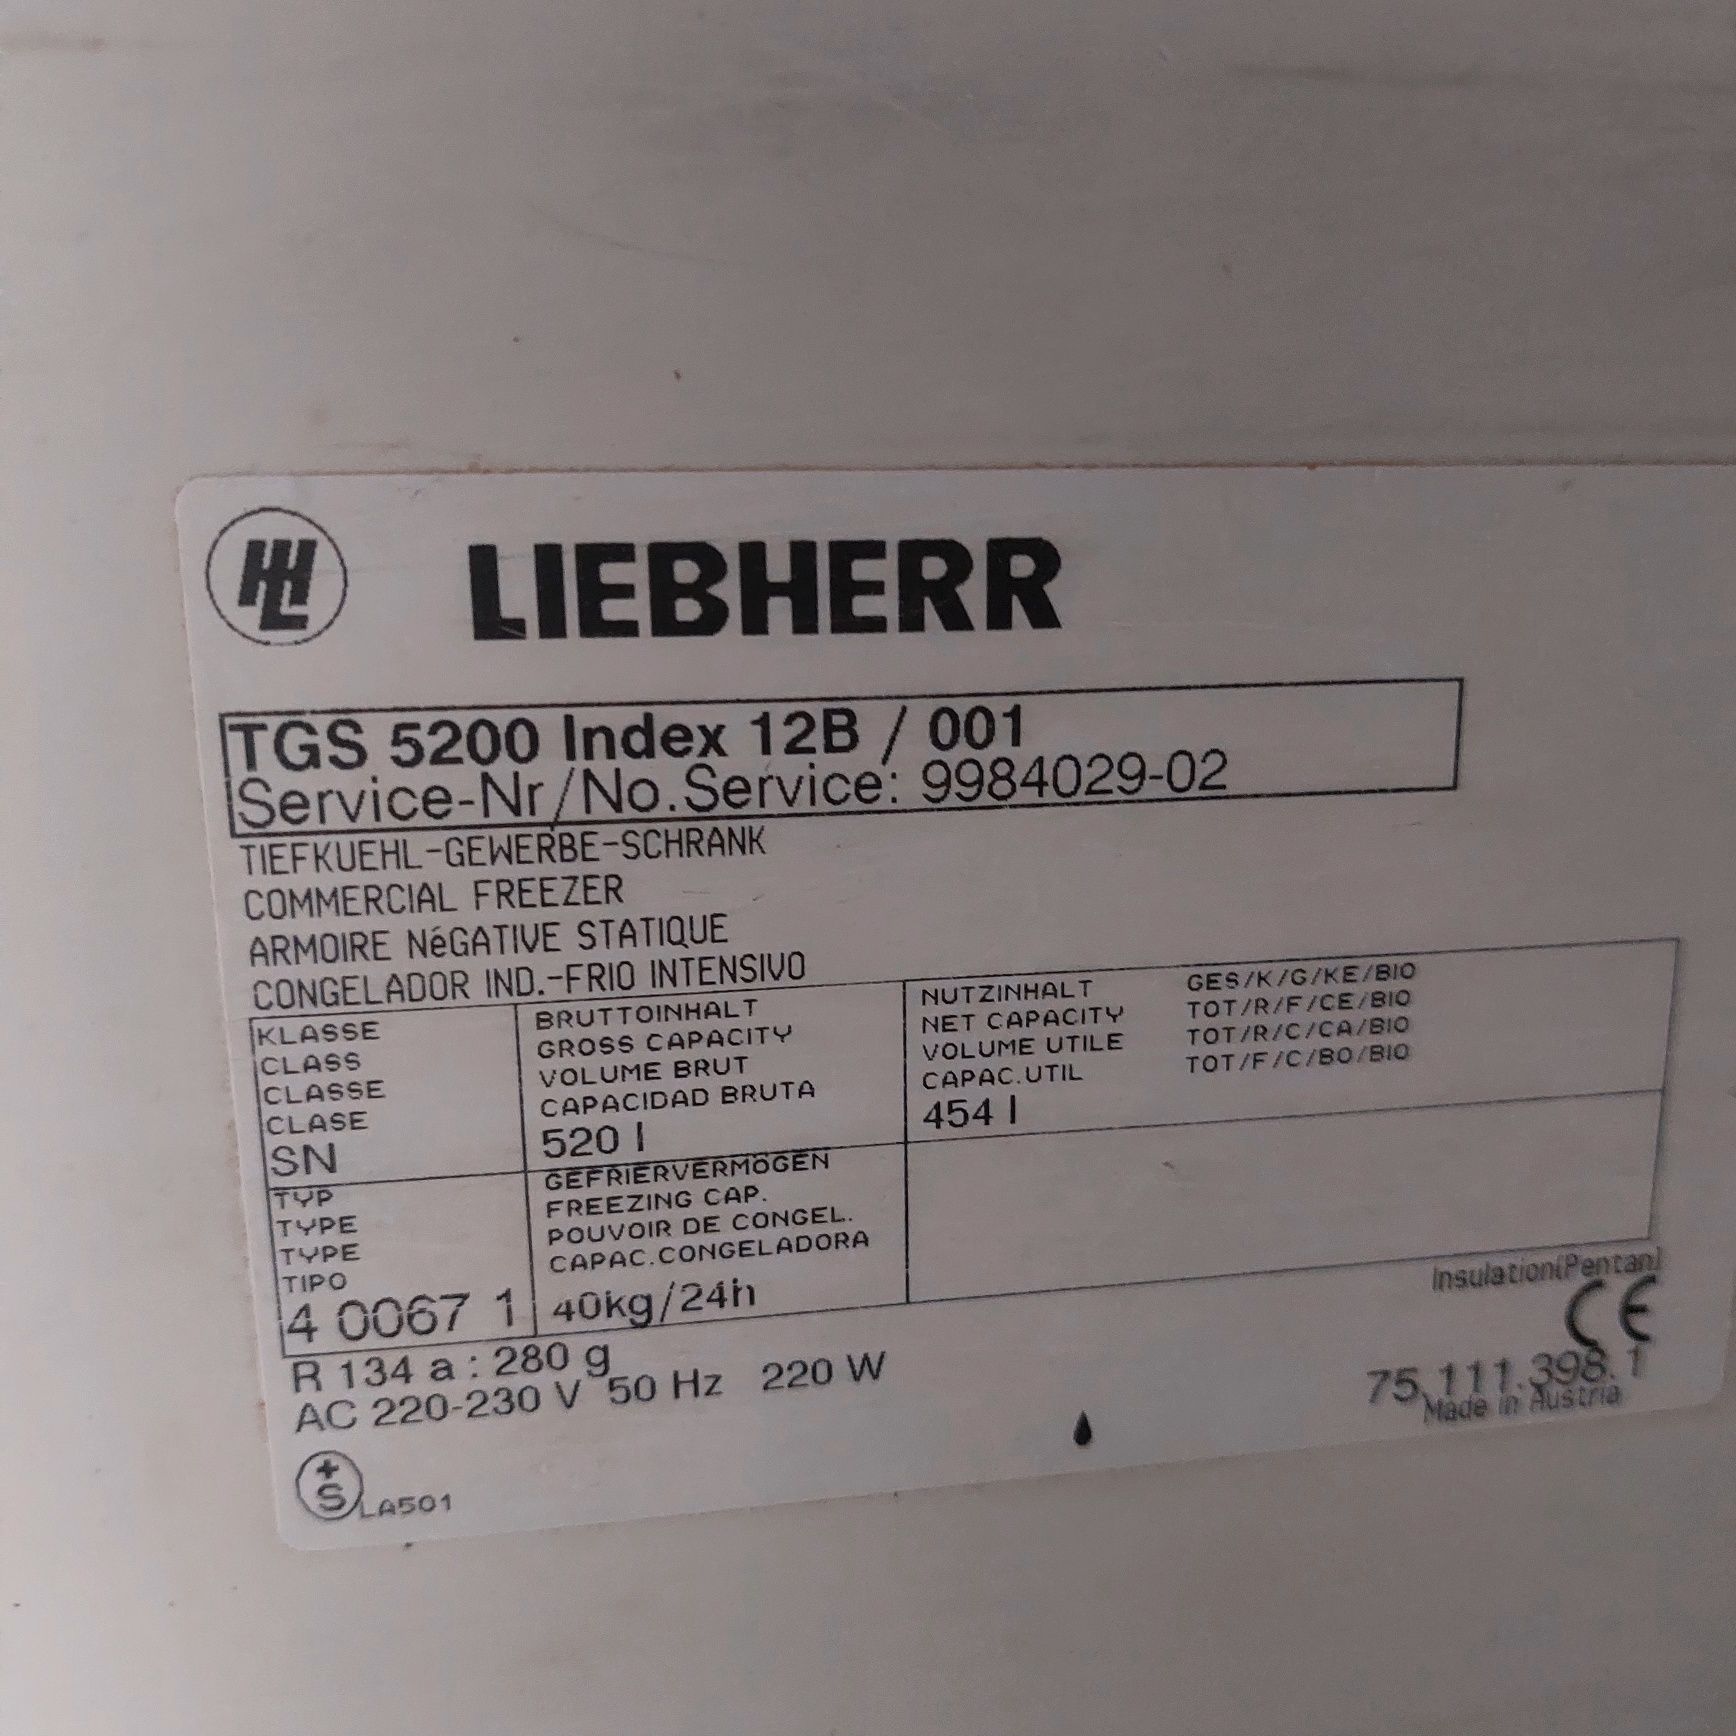 HL LIEBHERR
TGS 5200 Index 12B / 001
Service-Nr/No.Service: 9984029-02
TIEFKUEHL-GEWERBE-SCHRANK
COMMERCIAL FREEZER
ARMOIRE NéGATIVE STATIQUE
CONGELADOR IND.-FRIO INTENSIVO
KLASSE
CLASS
CLASSE
CLASE
SN
BRUTTOINHALT
GROSS CAPACITY
VOLUME BRUT
CAPACIDAD BRUTA
520 l
NUTZINHALT GES/K/G/KE/BIO
NET CAPACITY TOT/R/F/CE/BIO
VOLUME UTILE TOT/R/C/CA/BIO
CAPAC.UTIL TOT/F/C/BO/BIO
454 l
TYP
TYPE
TYPE
TIPO
4 0067 1
GEFRIERVERMöGEN
FREEZING CAP.
POUVOIR DE CONGEL.
CAPAC.CONGELADORA
40kg/24h
R 134 a : 280 g
AC 220-230 V 50 Hz 220 W
Insulation(Pentan)
CE
75.111.398.1
Made in Austria
+S LA501